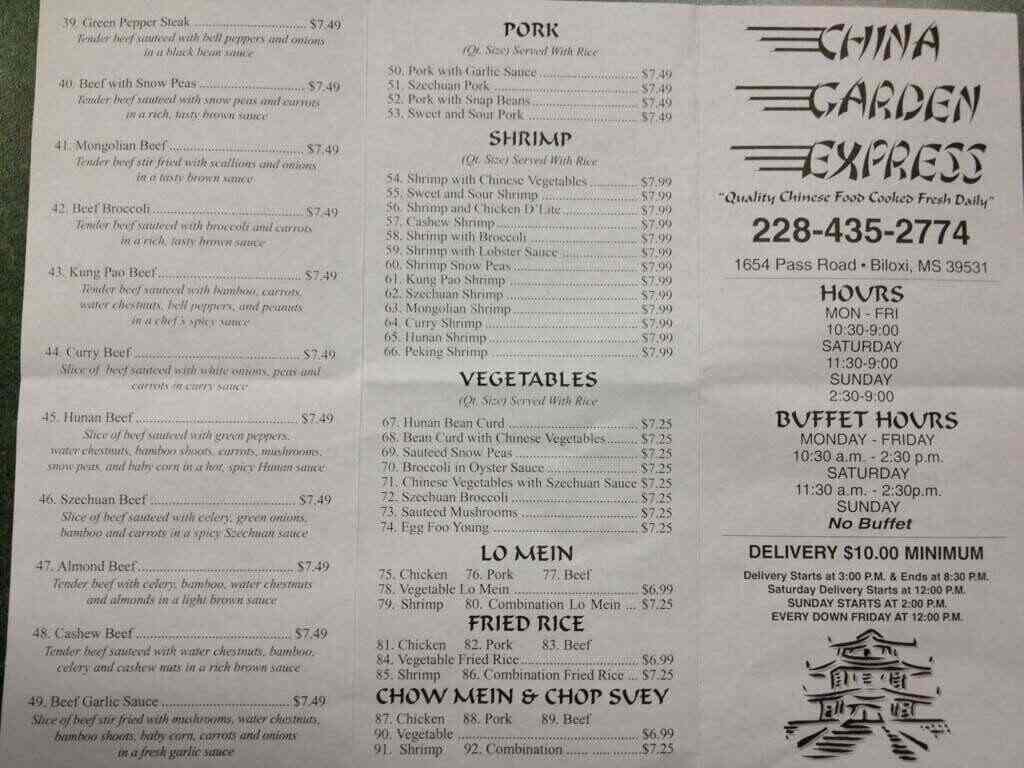 39. Green Pepper Steak ........ $7.49
Tender beef sauteed with bell peppers and onions
in a black bean sauce
40. Beef with Snow Peas ........ $7.49
Tender beef sauteed with snow peas and carrots
in a rich, tasty brown sauce
41. Mongolian Beef ........ $7.49
Tender beef stir fried with scallions and onions
in a tasty brown sauce
42. Beef Broccoli ........ $7.49
Tender beef sauteed with broccoli and carrots
in a rich, tasty brown sauce
43. Kung Pao Beef ........ $7.49
Tender beef sauteed with bamboo, carrots,
water chestnuts, bell peppers, and peanuts
in a chef's spicy sauce
44. Curry Beef ........ $7.49
Slice of beef sauteed with white onions, peas and
carrots in curry sauce
45. Hunan Beef ........ $7.49
Slice of beef sauteed with green peppers,
water chestnuts, bamboo shoots, carrots, mushrooms,
snow peas, and baby corn in a hot, spicy Hunan sauce
46. Szechuan Beef ........ $7.49
Slice of beef sauteed with celery, green onions,
bamboo and carrots in a spicy Szechuan sauce
47. Almond Beef ........ $7.49
Tender beef with celery, bamboo, water chestnuts
and almonds in a light brown sauce
48. Cashew Beef ........ $7.49
Tender beef sauteed with water chestnuts, bamboo,
celery and cashew nuts in a rich brown sauce
49. Beef Garlic Sauce ........ $7.49
Slice of beef stir fried with mushrooms, water chestnuts,
bamboo shoots, baby corn, carrots and onions
in a fresh garlic sauce
PORK
(Qt. Size) Served With Rice
50. Pork with Garlic Sauce ........ $7.49
51. Szechuan Pork ........ $7.49
52. Pork with Snap Beans ........ $7.49
53. Sweet and Sour Pork ........ $7.49
SHRIMP
(Qt. Size) Served With Rice
54. Shrimp with Chinese Vegetables ........ $7.99
55. Sweet and Sour Shrimp ........ $7.99
56. Shrimp and Chicken D'Lite ........ $7.99
57. Cashew Shrimp ........ $7.99
58. Shrimp with Broccoli ........ $7.99
59. Shrimp with Lobster Sauce ........ $7.99
60. Shrimp Snow Peas ........ $7.99
61. Kung Pao Shrimp ........ $7.99
62. Szechuan Shrimp ........ $7.99
63. Mongolian Shrimp ........ $7.99
64. Curry Shrimp ........ $7.99
65. Hunan Shrimp ........ $7.99
66. Peking Shrimp ........ $7.99
VEGETABLES
(Qt. Size) Served With Rice
67. Hunan Bean Curd ........ $7.25
68. Bean Curd with Chinese Vegetables ........ $7.25
69. Sauteed Snow Peas ........ $7.25
70. Broccoli in Oyster Sauce ........ $7.25
71. Chinese Vegetables with Szechuan Sauce $7.25
72. Szechuan Broccoli ........ $7.25
73. Sauteed Mushrooms ........ $7.25
74. Egg Foo Young ........ $7.25
LO MEIN
75. Chicken 76. Pork 77. Beef
78. Vegetable Lo Mein ........ $6.99
79. Shrimp 80. Combination Lo Mein ... $7.25
FRIED RICE
81. Chicken 82. Pork 83. Beef
84. Vegetable Fried Rice ........ $6.99
85. Shrimp 86. Combination Fried Rice ... $7.25
CHOW MEIN & CHOP SUEY
87. Chicken 88. Pork 89. Beef
90. Vegetable ........ $6.99
91. Shrimp 92. Combination ........ $7.25
CHINA
GARDEN
EXPRESS
"Quality Chinese Food Cooked Fresh Daily"
228-435-2774
1654 Pass Road • Biloxi, MS 39531
HOURS
MON - FRI
10:30-9:00
SATURDAY
11:30-9:00
SUNDAY
2:30-9:00
BUFFET HOURS
MONDAY - FRIDAY
10:30 a.m. - 2:30 p.m.
SATURDAY
11:30 a.m. - 2:30p.m.
SUNDAY
No Buffet
DELIVERY $10.00 MINIMUM
Delivery Starts at 3:00 P.M. & Ends at 8:30 P.M.
Saturday Delivery Starts at 12:00 P.M.
SUNDAY STARTS AT 2:00 P.M.
EVERY DOWN FRIDAY AT 12:00 P.M.